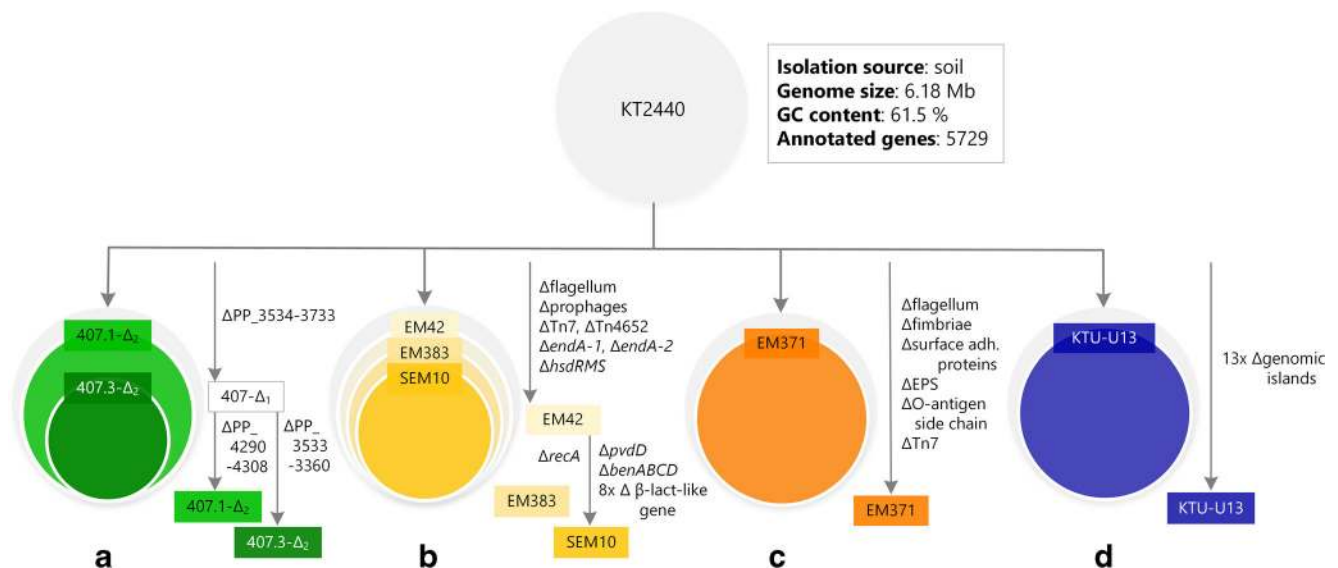 KT2440
Isolation source: soil
Genome size: 6.18 Mb
GC content: 61.5 %
Annotated genes: 5729
407.1-Δ₂
407.3-Δ₂
ΔPP_3534-3733
407-Δ₁
ΔPP_
4290
-4308
ΔPP_
3533
-3360
407.1-Δ₂
407.3-Δ₂
a
EM42
EM383
SEM10
Δflagellum
Δprophages
ΔTn7, ΔTn4652
ΔendA-1, ΔendA-2
ΔhsdRMS
EM42
ΔrecA
ΔpvdD
ΔbenABCD
8x Δ β-lact-like
gene
EM383
SEM10
b
EM371
Δflagellum
Δfimbriae
Δsurface adh.
proteins
ΔEPS
ΔO-antigen
side chain
ΔTn7
EM371
c
KTU-U13
13x Δgenomic
islands
KTU-U13
d